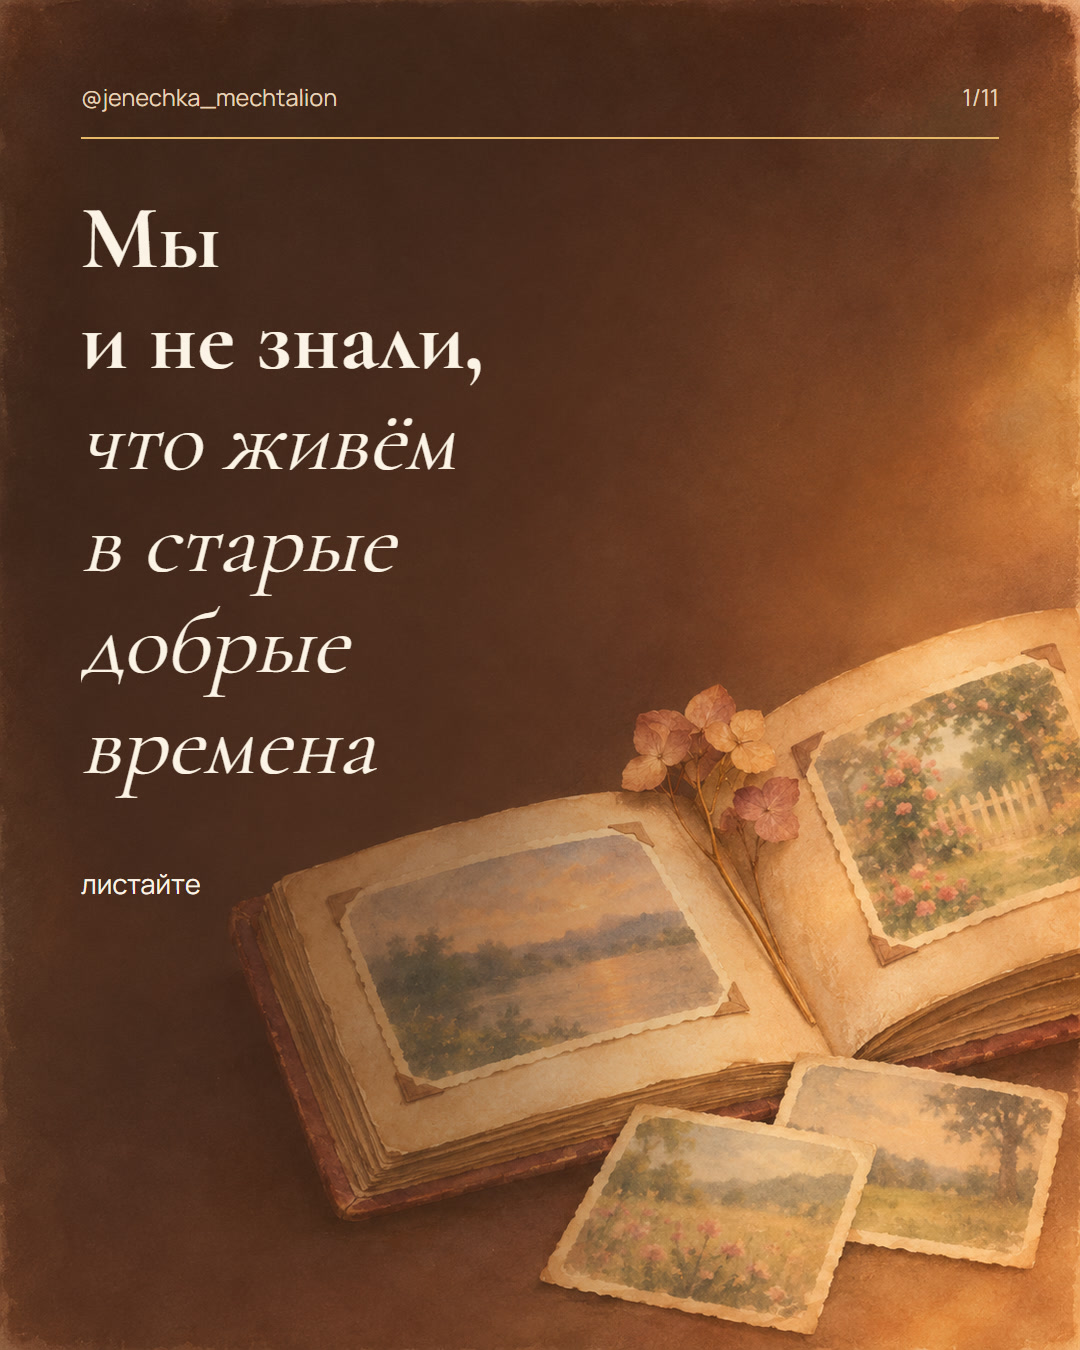 @jenechka_mechtalion 1/11
Мы
и не знали,
что живём
в старые
добрые
времена
листайте